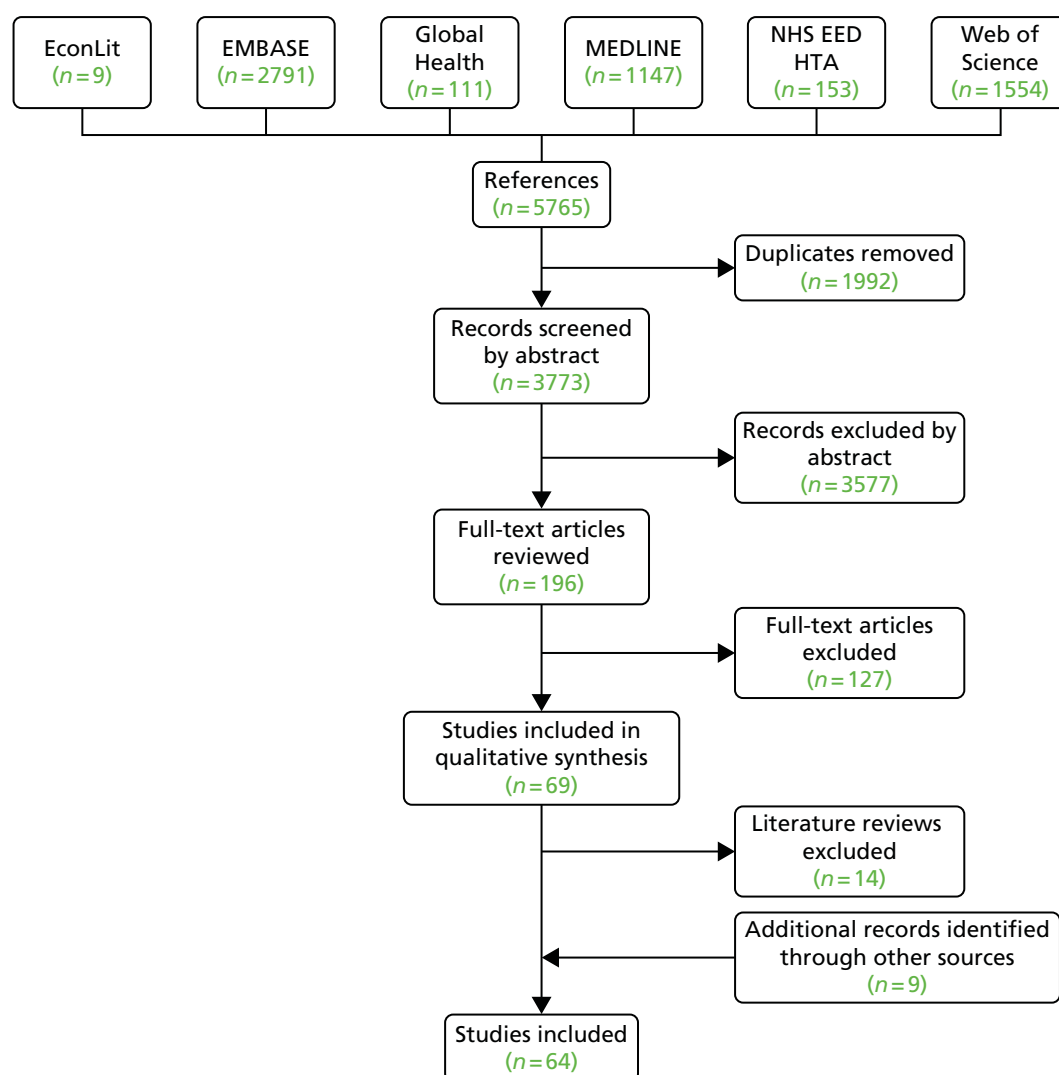 EconLit
(n=9)
EMBASE
(n=2791)
Global
Health
(n=111)
MEDLINE
(n=1147)
NHS EED
HTA
(n=153)
Web of
Science
(n=1554)
References
(n=5765)
Duplicates removed
(n=1992)
Records screened
by abstract
(n=3773)
Records excluded by
abstract
(n=3577)
Full-text articles
reviewed
(n=196)
Full-text articles
excluded
(n=127)
Studies included in
qualitative synthesis
(n=69)
Literature reviews
excluded
(n=14)
Additional records identified
through other sources
(n=9)
Studies included
(n=64)